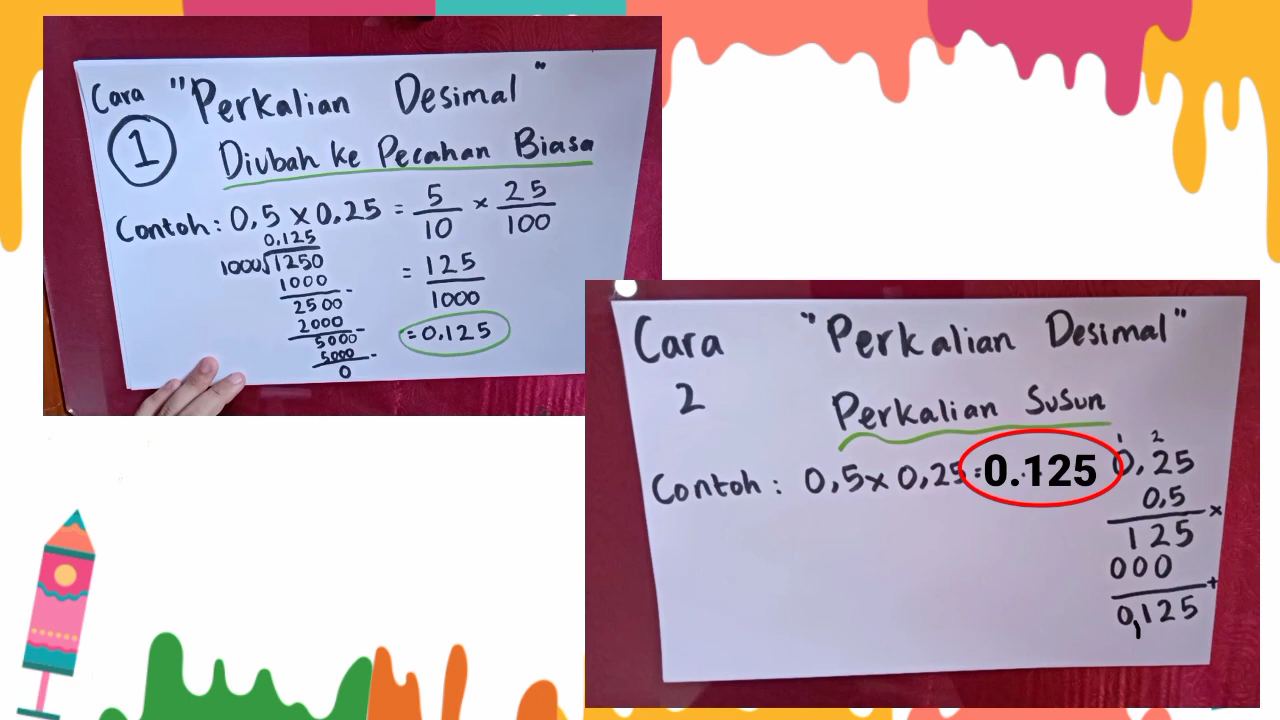 Cara "Perkalian Desimal"
1 Diubah ke Pecahan Biasa
Contoh: 0,5 x 0,25 = 5/10 x 25/100
0,125
1000√1250
1000
2500 -
2000
5000 -
5000
0 -
= 125/1000
= 0,125
Cara "Perkalian Desimal"
2 Perkalian Susun
Contoh: 0,5 x 0,25 = 0.125
1 2
0,25
0,5
125 x
000
0,125 +